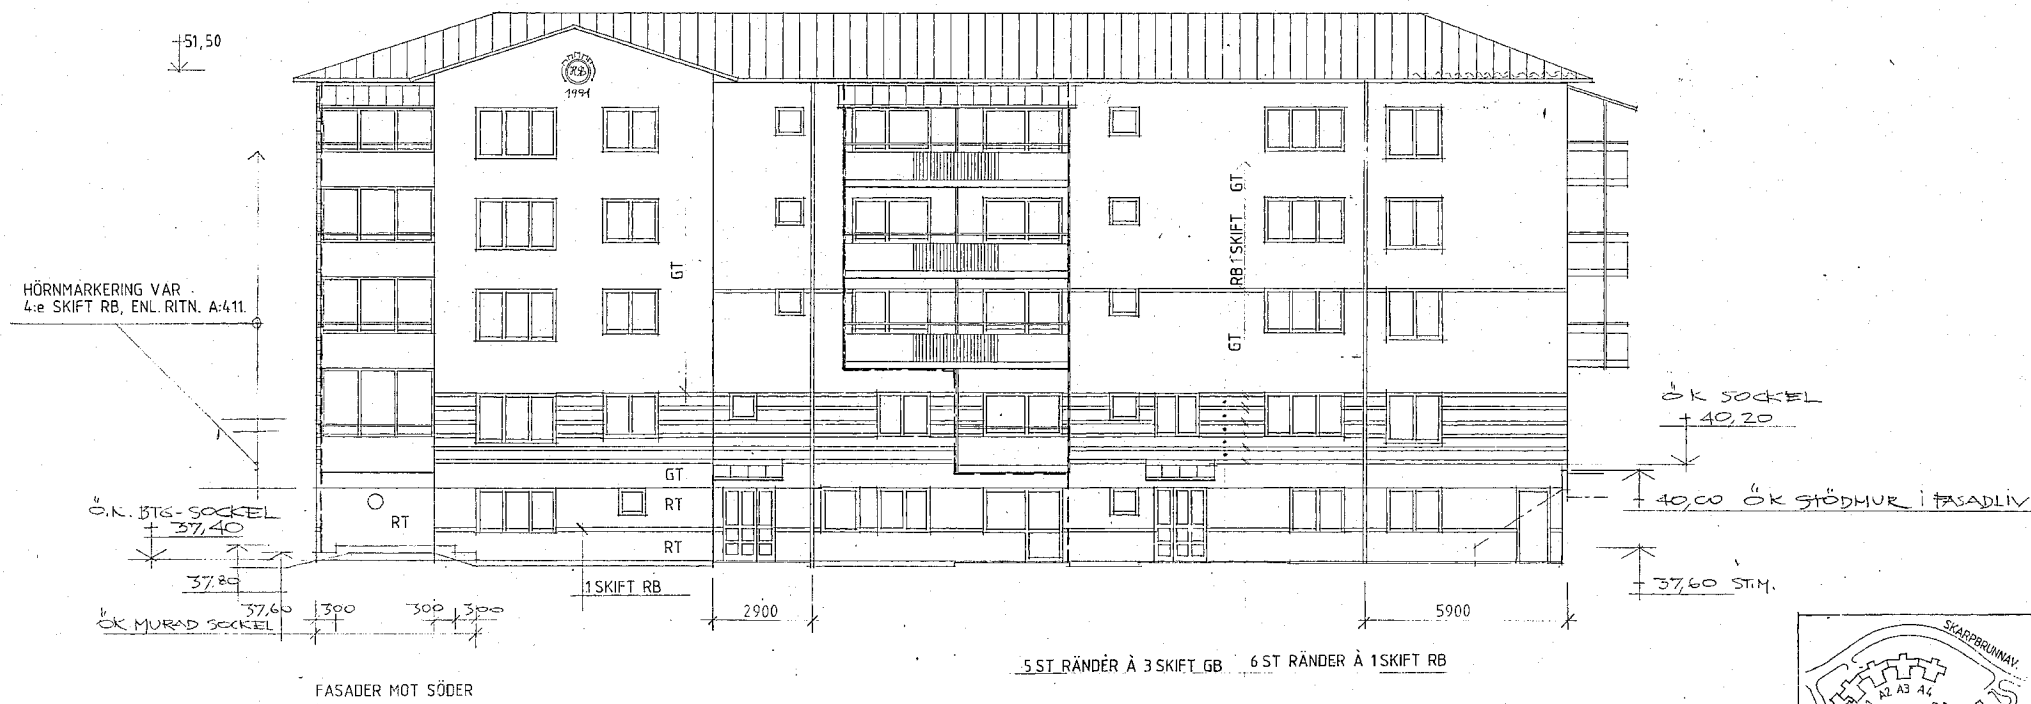 +51,50
RB
1991
HÖRNMARKERING VAR
4:e SKIFT RB, ENL. RITN. A:411.
GT
GT
RB 1 SKIFT
GT
ÖK SOCKEL
+40,20
GT
RT
RT
RT
Ö.K. BTG-SOCKEL
+37,40
37,80
37,60
300
300
300
ÖK MURAD SOCKEL
1 SKIFT RB
2900
5900
+40,00 ÖK STÖDMUR I FASADLIV
+37,60 ST.M.
5 ST RÄNDER À 3 SKIFT GB
6 ST RÄNDER À 1 SKIFT RB
FASADER MOT SÖDER
SKARPBRUNNAV.
A2 A3 A4